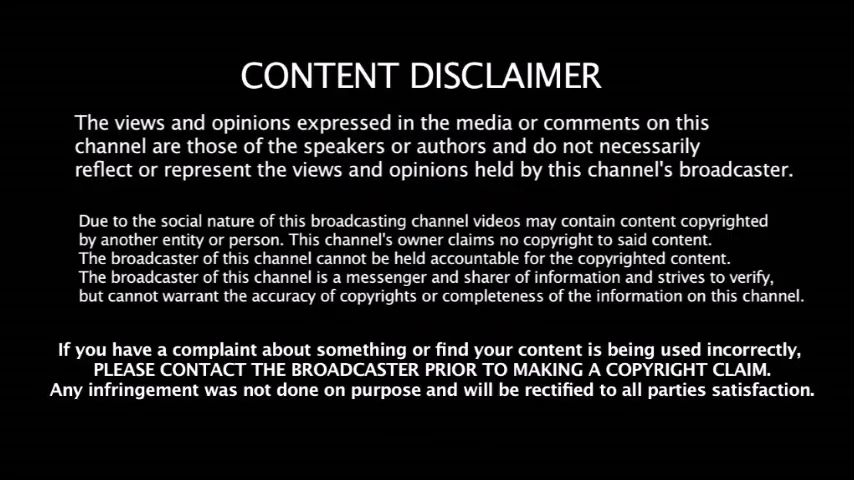 CONTENT DISCLAIMER
The views and opinions expressed in the media or comments on this
channel are those of the speakers or authors and do not necessarily
reflect or represent the views and opinions held by this channel's broadcaster.
Due to the social nature of this broadcasting channel videos may contain content copyrighted
by another entity or person. This channel's owner claims no copyright to said content.
The broadcaster of this channel cannot be held accountable for the copyrighted content.
The broadcaster of this channel is a messenger and sharer of information and strives to verify,
but cannot warrant the accuracy of copyrights or completeness of the information on this channel.
If you have a complaint about something or find your content is being used incorrectly,
PLEASE CONTACT THE BROADCASTER PRIOR TO MAKING A COPYRIGHT CLAIM.
Any infringement was not done on purpose and will be rectified to all parties satisfaction.